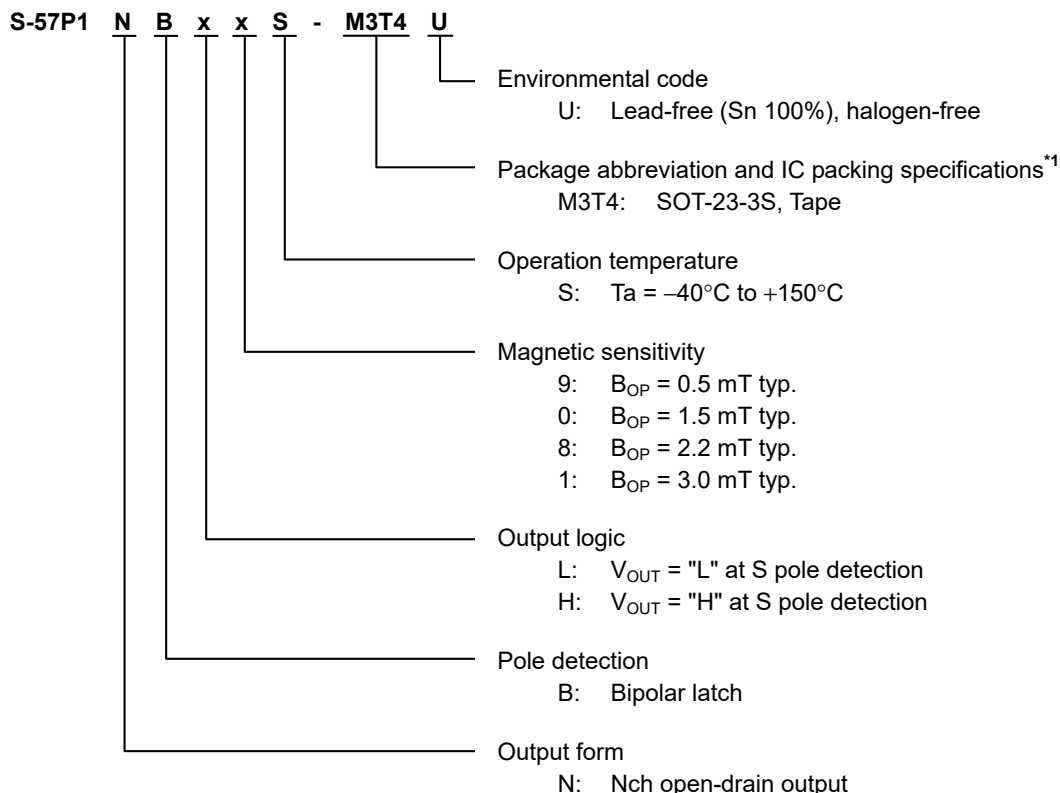 S-57P1 N B x x S - M3T4 U
Environmental code
U: Lead-free (Sn 100%), halogen-free
Package abbreviation and IC packing specifications*1
M3T4: SOT-23-3S, Tape
Operation temperature
S: Ta = −40°C to +150°C
Magnetic sensitivity
9: BOP = 0.5 mT typ.
0: BOP = 1.5 mT typ.
8: BOP = 2.2 mT typ.
1: BOP = 3.0 mT typ.
Output logic
L: VOUT = "L" at S pole detection
H: VOUT = "H" at S pole detection
Pole detection
B: Bipolar latch
Output form
N: Nch open-drain output